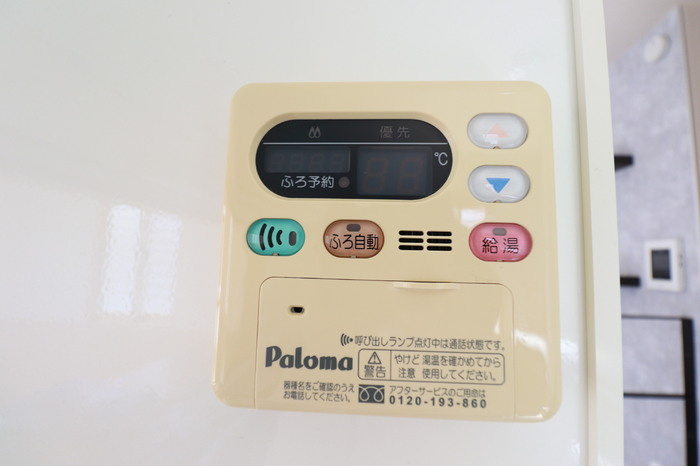 優先
℃
ふろ予約
ふろ自動
給湯
呼び出しランプ点灯中は通話状態です。
Paloma
警告
やけど 湯温を確かめてから
注意 使用してください。
器種名をご確認のうえ
お電話してください。
アフターサービスのご用命は
0120-193-860